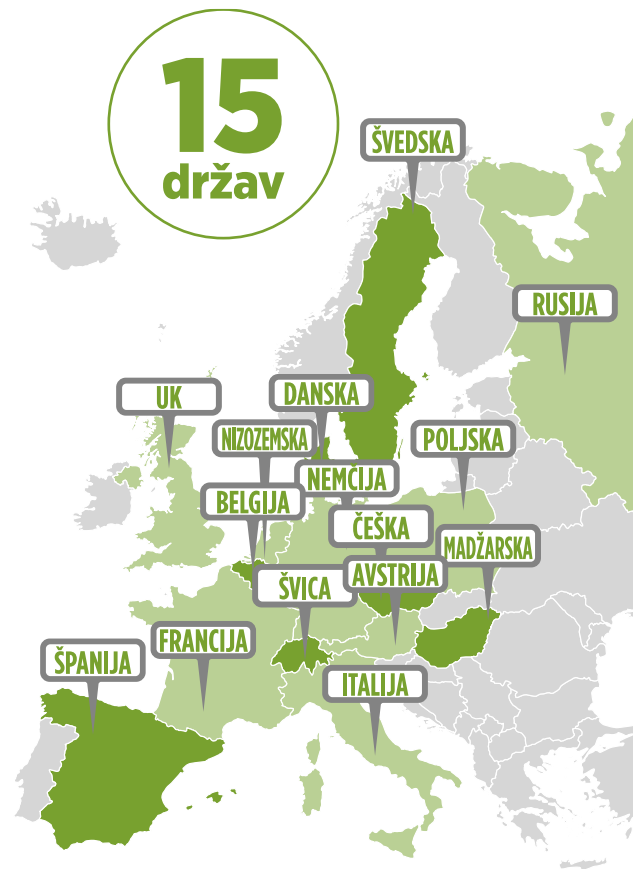 15
držav
ŠVEDSKA
RUSIJA
UK
DANSKA
NIZOZEMSKA
POLJSKA
NEMČIJA
BELGIJA
ČEŠKA
MADŽARSKA
AVSTRIJA
ŠVICA
FRANCIJA
ŠPANIJA
ITALIJA